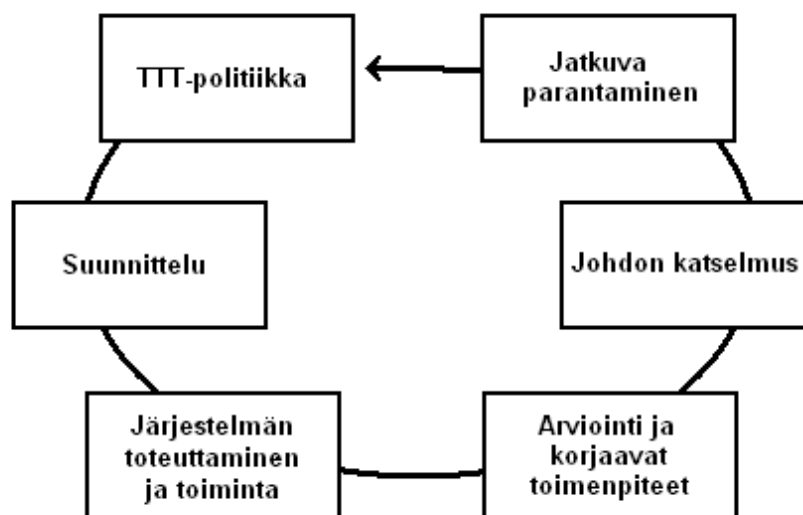 TTT-politiikka
Jatkuva
parantaminen
Suunnittelu
Johdon katselmus
Järjestelmän
toteuttaminen
ja toiminta
Arviointi ja
korjaavat
toimenpiteet